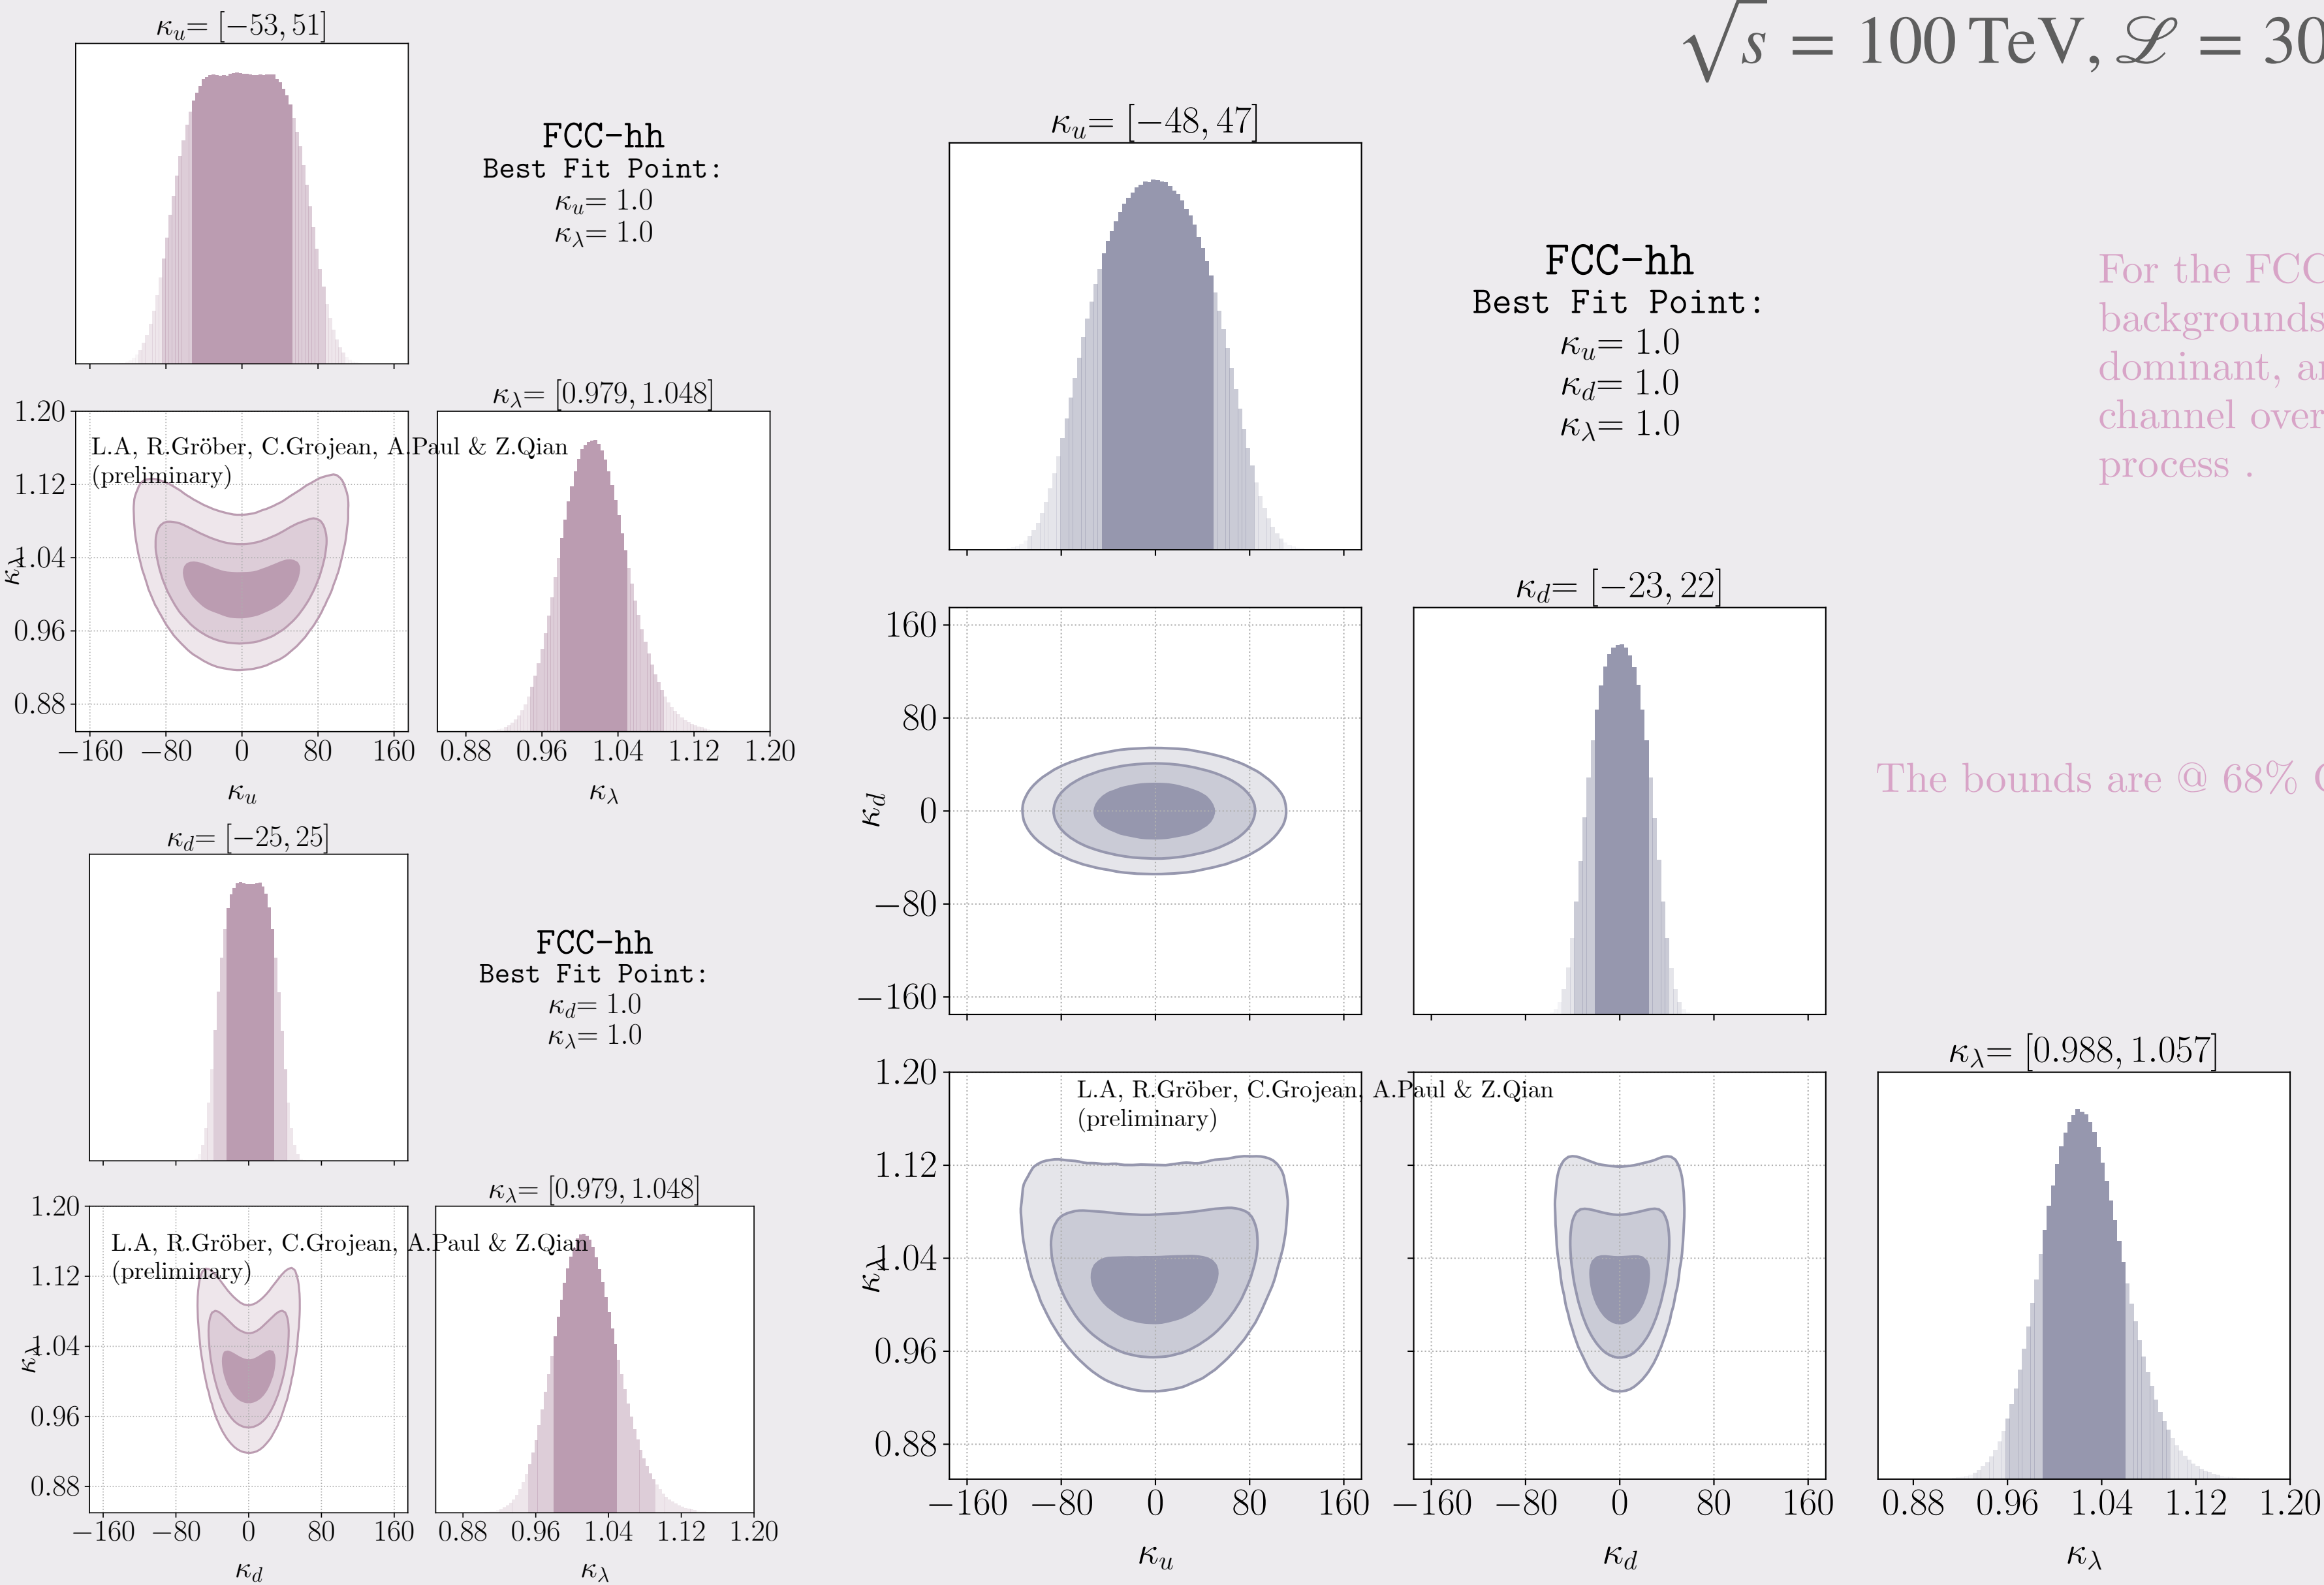 κu= [−53, 51]
FCC-hh
Best Fit Point:
κu= 1.0
κλ= 1.0
κλ= [0.979, 1.048]
1.20
1.12
1.04
0.96
0.88
κλ
L.A, R.Gröber, C.Grojean, A.Paul & Z.Qian
(preliminary)
−160 −80 0 80 160
κu
0.88 0.96 1.04 1.12 1.20
κλ
κd= [−25, 25]
FCC-hh
Best Fit Point:
κd= 1.0
κλ= 1.0
κλ= [0.979, 1.048]
1.20
1.12
1.04
0.96
0.88
κλ
L.A, R.Gröber, C.Grojean, A.Paul & Z.Qian
(preliminary)
−160 −80 0 80 160
κd
0.88 0.96 1.04 1.12 1.20
κλ
√s = 100 TeV, ℒ = 30
κu= [−48, 47]
FCC-hh
Best Fit Point:
κu= 1.0
κd= 1.0
κλ= 1.0
For the FCC
backgrounds
dominant,
channel over
process .
κd= [−23, 22]
160
80
0
−80
−160
κd
The bounds are @ 68%
κλ= [0.988, 1.057]
1.20
1.12
1.04
0.96
0.88
κλ
L.A, R.Gröber, C.Grojean, A.Paul & Z.Qian
(preliminary)
−160 −80 0 80 160
κu
−160 −80 0 80 160
κd
0.88 0.96 1.04 1.12 1.20
κλ